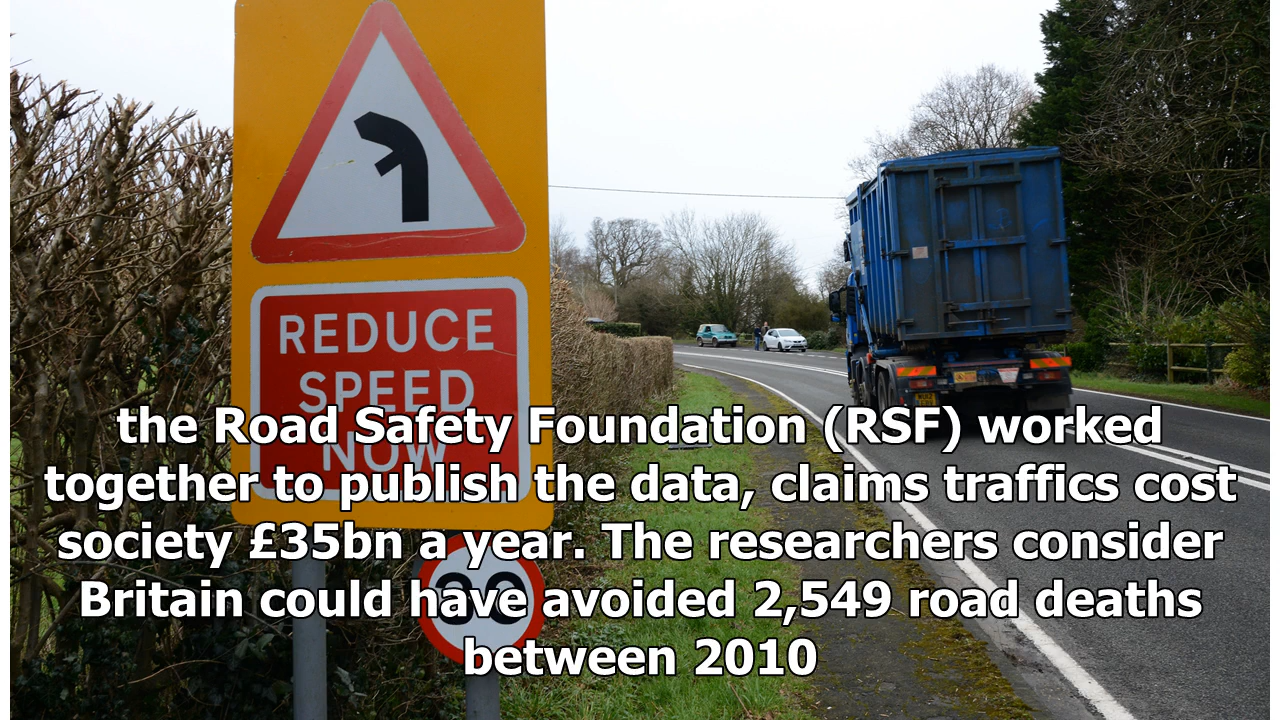 REDUCE
SPEED
NOW
the Road Safety Foundation (RSF) worked
together to publish the data, claims traffics cost
society £35bn a year. The researchers consider
Britain could have avoided 2,549 road deaths
between 2010